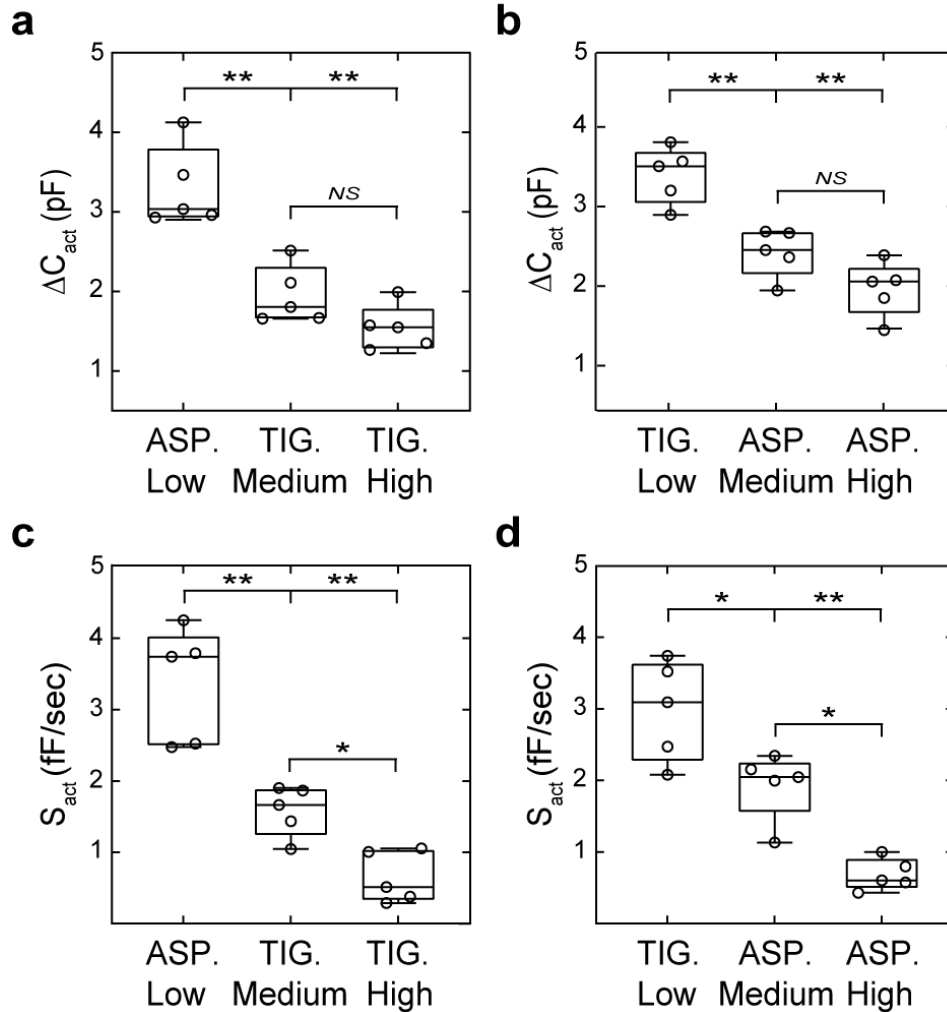 a
5
4
3
2
1
ΔCact (pF)
** **
NS
ASP. TIG. TIG.
Low Medium High
b
5
4
3
2
1
ΔCact (pF)
** **
NS
TIG. ASP. ASP.
Low Medium High
c
5
4
3
2
1
Sact (fF/sec)
** **
*
ASP. TIG. TIG.
Low Medium High
d
5
4
3
2
1
Sact (fF/sec)
* **
*
TIG. ASP. ASP.
Low Medium High